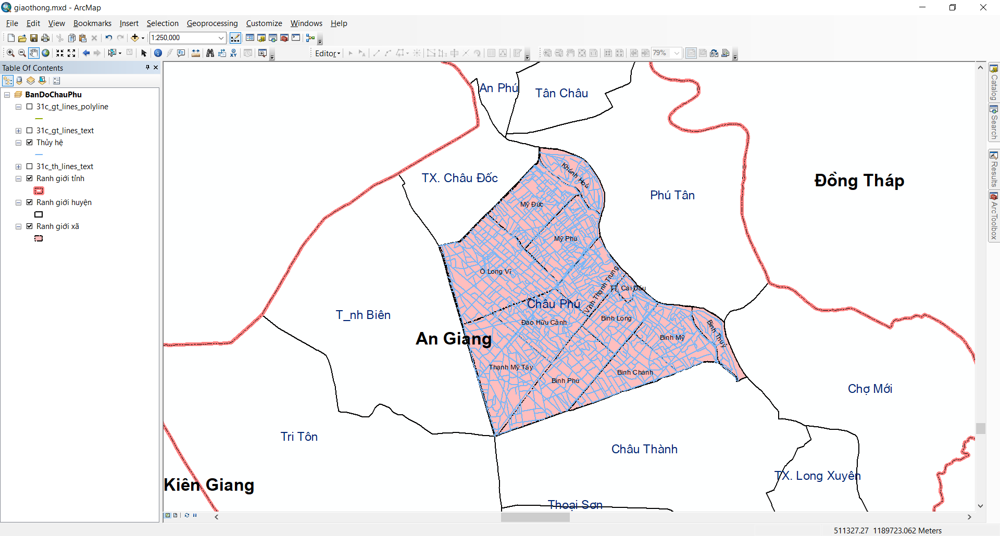 giaothong.mxd - ArcMap
File Edit View Bookmarks Insert Selection Geoprocessing Customize Windows Help
1:250,000
Editor
79%
Table Of Contents
BanDoChauPhu
31c_gt_lines_polyline
31c_gt_lines_text
Thủy hệ
31c_th_lines_text
Ranh giới tỉnh
Ranh giới huyện
Ranh giới xã
An Phú
Tân Châu
TX. Châu Đốc
Khánh Hoà
Đồng Tháp
Phú Tân
Mỹ Đức
Mỹ Phú
Ô Long Vĩ
Vĩnh Thạnh Trung
TT. Cái Dầu
Châu Phú
T_nh Biên
Đào Hữu Cảnh
Bình Long
An Giang
Bình Mỹ
Bình Thuỷ
Thạnh Mỹ Tây
Bình Chánh
Bình Phú
Chợ Mới
Tri Tôn
Châu Thành
TX. Long Xuyên
Kiên Giang
Thoại Sơn
Catalog
Search
Results
ArcToolbox
511327.27 1189723.062 Meters